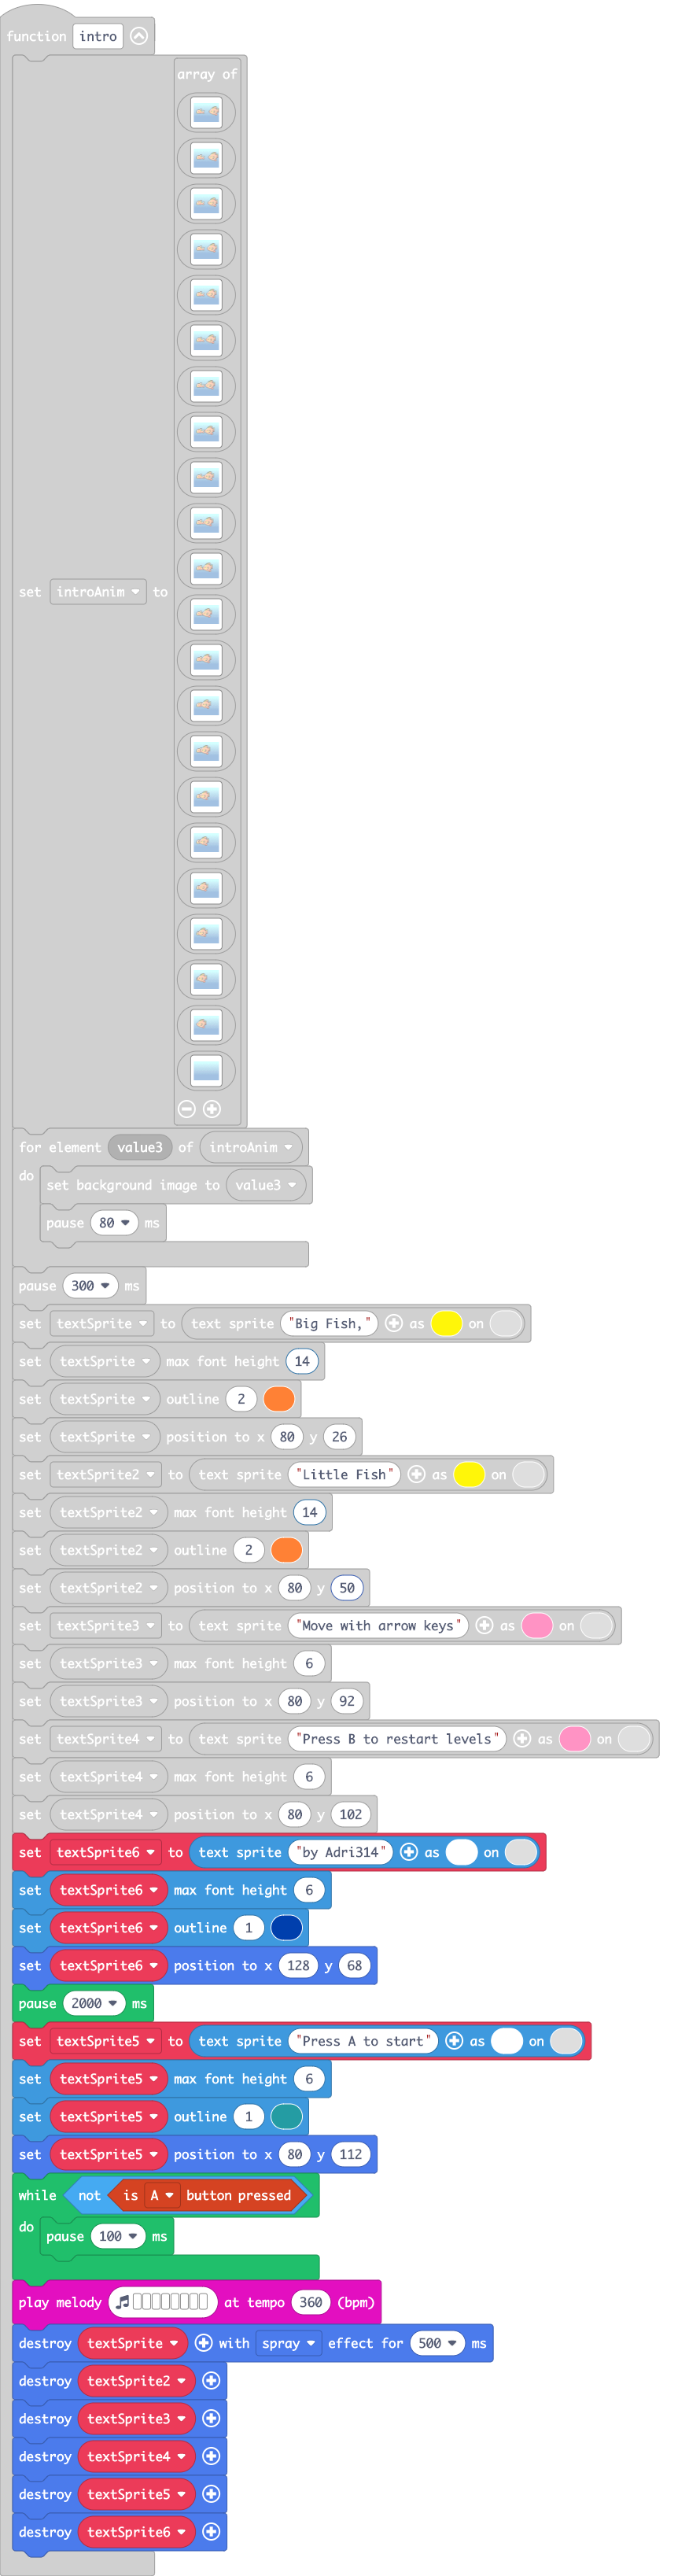 function intro
array of
set introAnim to
for element value3 of introAnim
do
set background image to value3
pause 80 ms
pause 300 ms
set textSprite to text sprite "Big Fish," as on
set textSprite max font height 14
set textSprite outline 2
set textSprite position to x 80 y 26
set textSprite2 to text sprite "Little Fish" as on
set textSprite2 max font height 14
set textSprite2 outline 2
set textSprite2 position to x 80 y 50
set textSprite3 to text sprite "Move with arrow keys" as on
set textSprite3 max font height 6
set textSprite3 position to x 80 y 92
set textSprite4 to text sprite "Press B to restart levels" as on
set textSprite4 max font height 6
set textSprite4 position to x 80 y 102
set textSprite6 to text sprite "by Adri314" as on
set textSprite6 max font height 6
set textSprite6 outline 1
set textSprite6 position to x 128 y 68
pause 2000 ms
set textSprite5 to text sprite "Press A to start" as on
set textSprite5 max font height 6
set textSprite5 outline 1
set textSprite5 position to x 80 y 112
while not is A button pressed
do
pause 100 ms
play melody at tempo 360 (bpm)
destroy textSprite with spray effect for 500 ms
destroy textSprite2
destroy textSprite3
destroy textSprite4
destroy textSprite5
destroy textSprite6